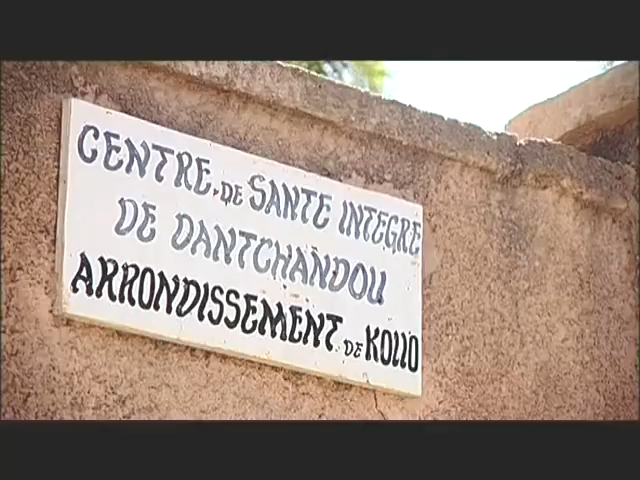 CENTRE.DE SANTE INTEGRE
DE DANTCHANDOU
ARRONDISSEMENT.DE KOLLO